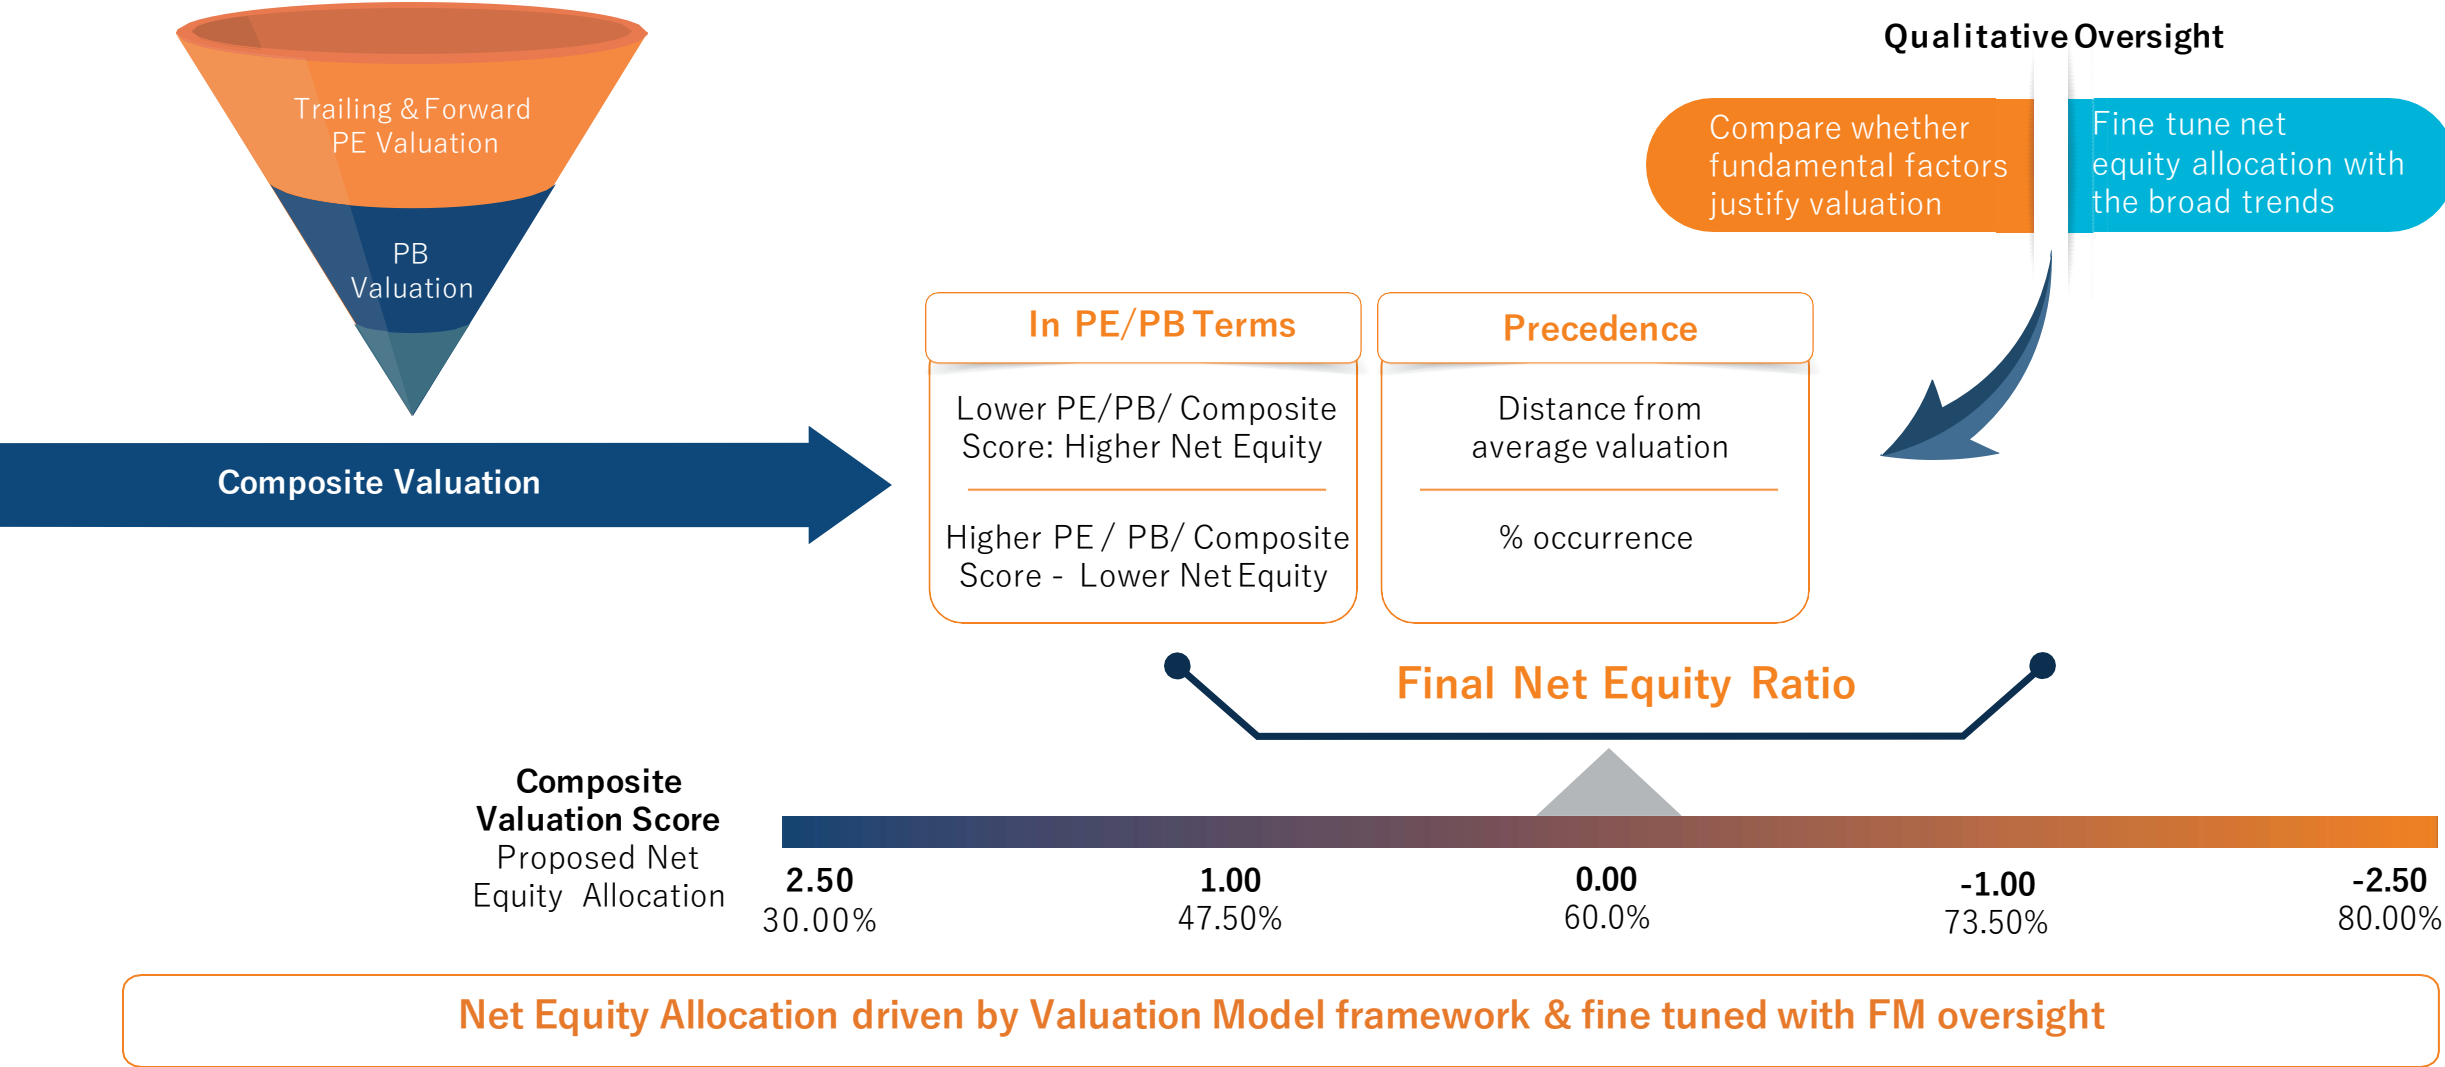 Qualitative Oversight
Trailing & Forward
PE Valuation
PB
Valuation
Compare whether
fundamental factors
justify valuation
Fine tune net
equity allocation with
the broad trends
Composite Valuation
In PE/PB Terms
Lower PE/PB/ Composite
Score: Higher Net Equity
Higher PE / PB/ Composite
Score - Lower Net Equity
Precedence
Distance from
average valuation
% occurrence
Final Net Equity Ratio
Composite
Valuation Score
Proposed Net
Equity Allocation
2.50
30.00%
1.00
47.50%
0.00
60.0%
-1.00
73.50%
-2.50
80.00%
Net Equity Allocation driven by Valuation Model framework & fine tuned with FM oversight